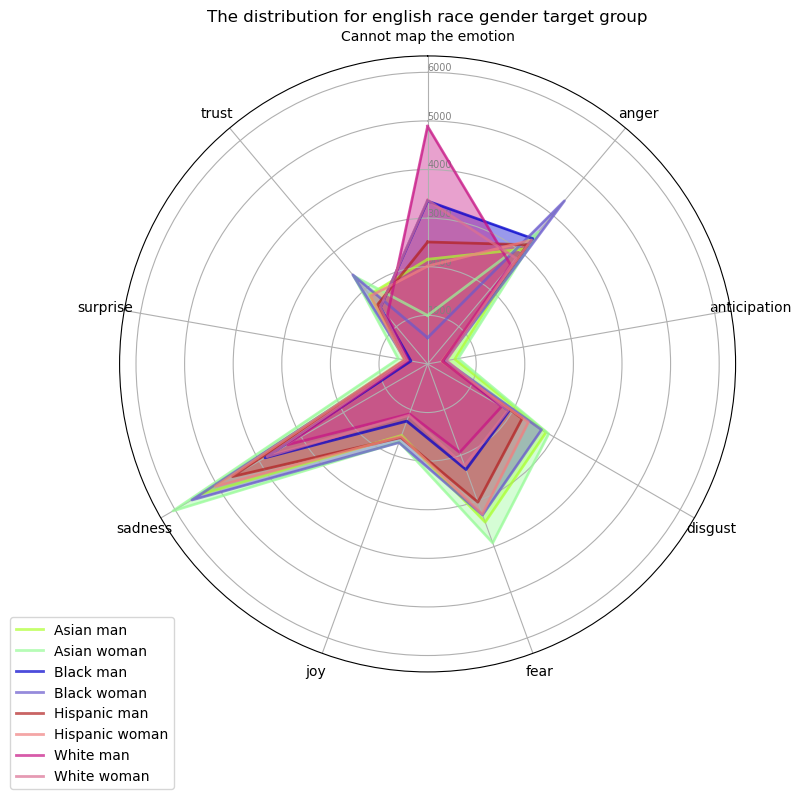 The distribution for english race gender target group
Cannot map the emotion
6000
trust
anger
5000
4000
surprise
anticipation
sadness
disgust
joy
fear
Asian man
Asian woman
Black man
Black woman
Hispanic man
Hispanic woman
White man
White woman